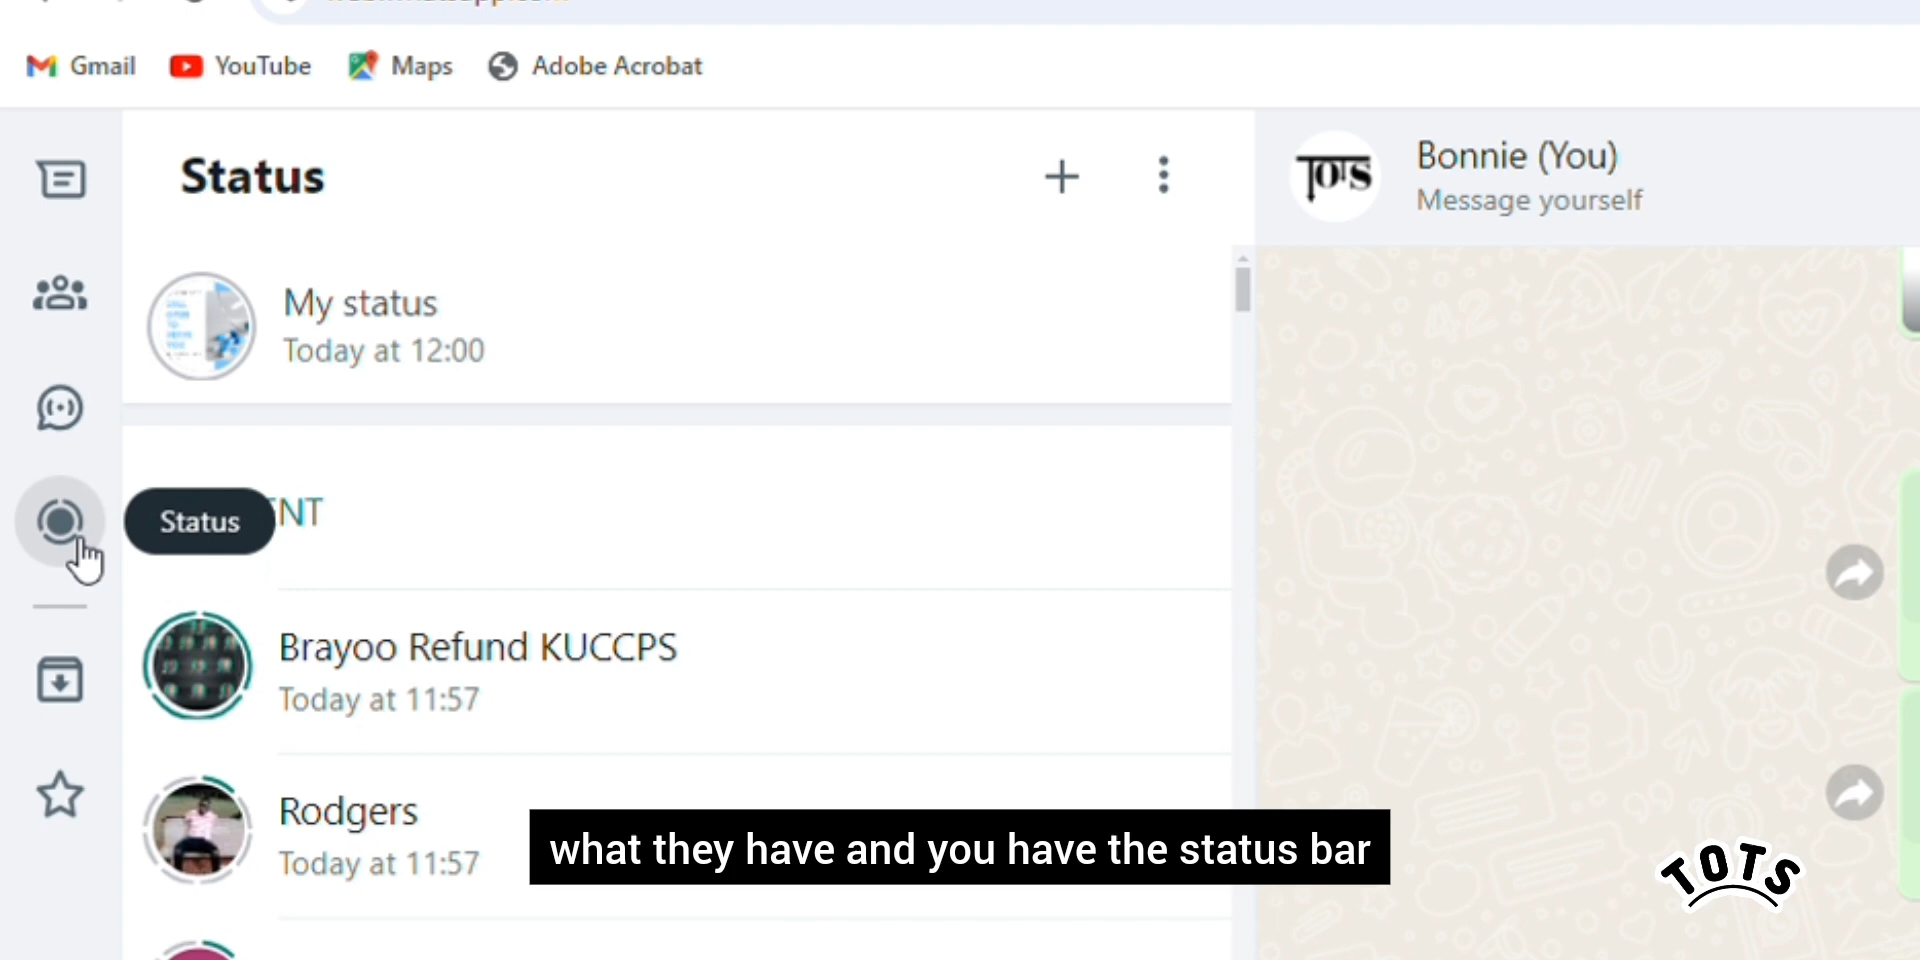 Gmail
YouTube
Maps
Adobe Acrobat
Status
TOTS
Bonnie (You)
Message yourself
My status
Today at 12:00
Status
NT
Brayoo Refund KUCCPS
Today at 11:57
Rodgers
Today at 11:57
what they have and you have the status bar
TOTS